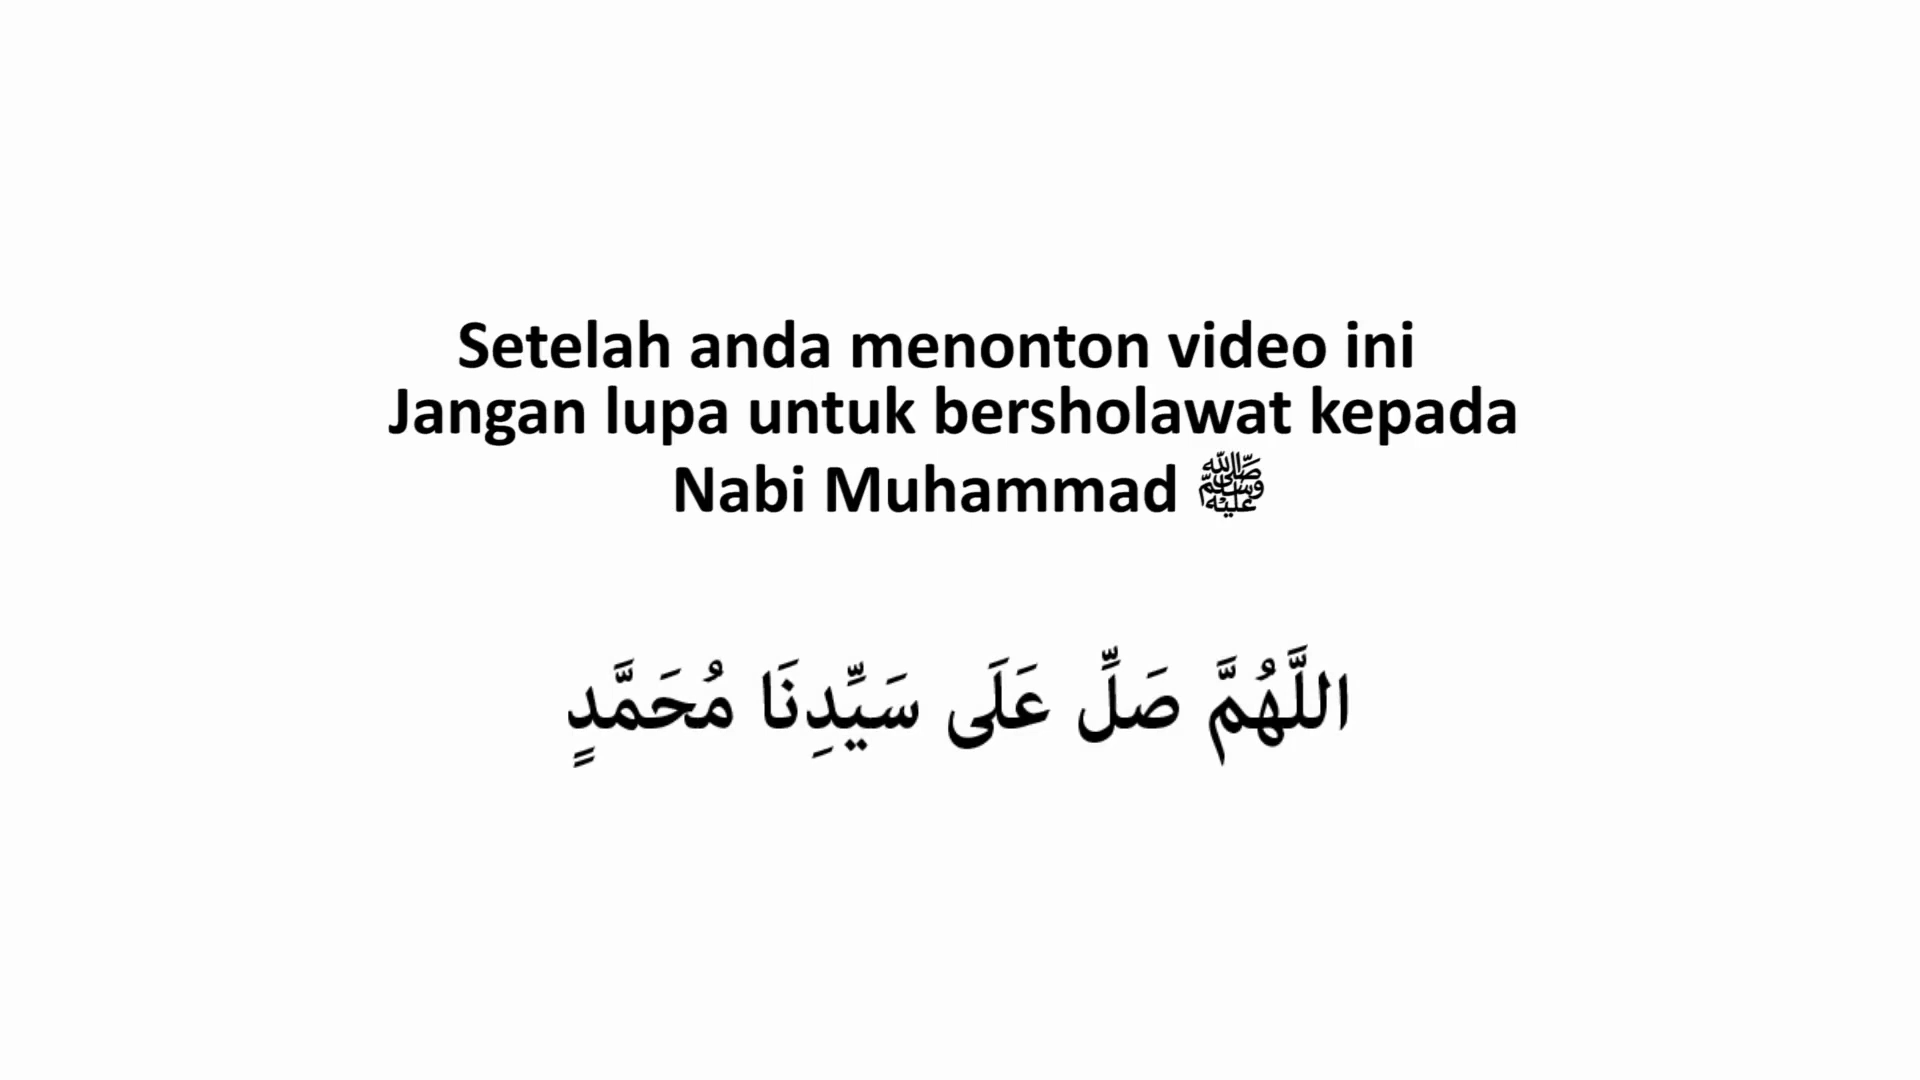 Setelah anda menonton video ini
Jangan lupa untuk bersholawat kepada
Nabi Muhammad ﷺ
اللَّهُمَّ صَلِّ عَلَى سَيِّدِنَا مُحَمَّدٍ